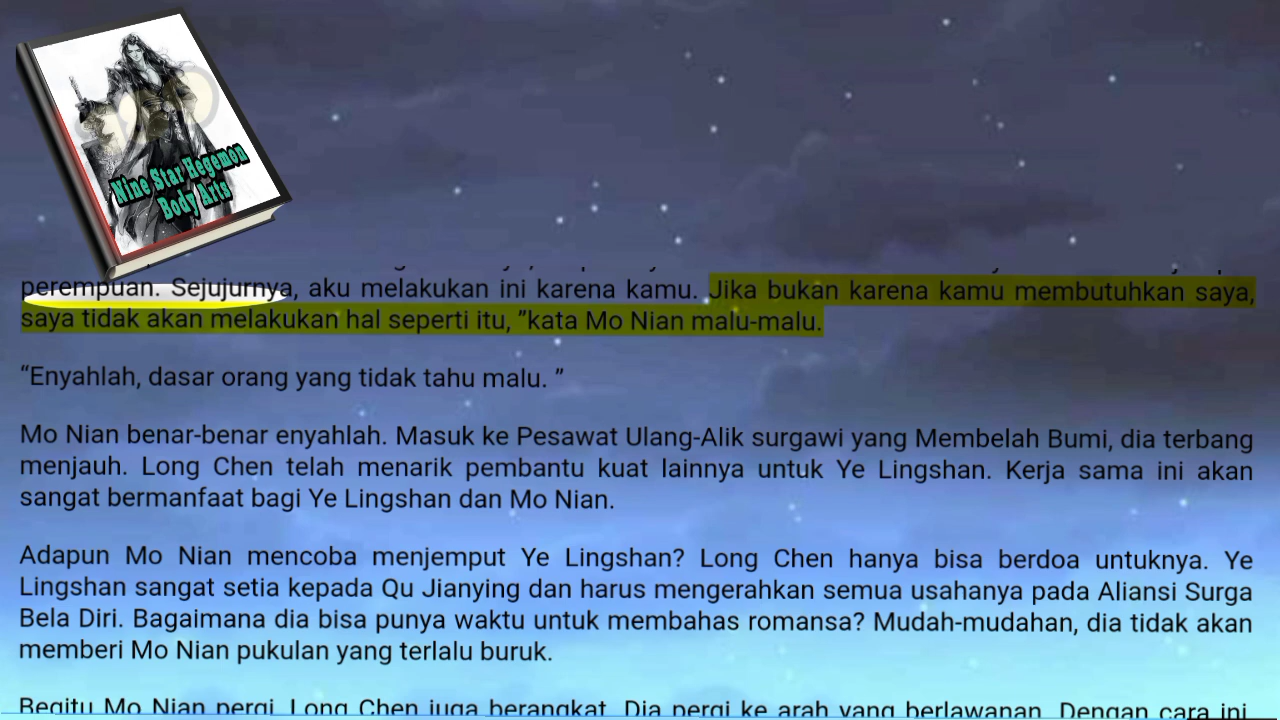 Nine Star Hegemon
Body Arts
perempuan. Sejujurnya, aku melakukan ini karena kamu. Jika bukan karena kamu membutuhkan saya,
saya tidak akan melakukan hal seperti itu, ”kata Mo Nian malu-malu.
“Enyahlah, dasar orang yang tidak tahu malu. ”
Mo Nian benar-benar enyahlah. Masuk ke Pesawat Ulang-Alik surgawi yang Membelah Bumi, dia terbang
menjauh. Long Chen telah menarik pembantu kuat lainnya untuk Ye Lingshan. Kerja sama ini akan
sangat bermanfaat bagi Ye Lingshan dan Mo Nian.
Adapun Mo Nian mencoba menjemput Ye Lingshan? Long Chen hanya bisa berdoa untuknya. Ye
Lingshan sangat setia kepada Qu Jianying dan harus mengerahkan semua usahanya pada Aliansi Surga
Bela Diri. Bagaimana dia bisa punya waktu untuk membahas romansa? Mudah-mudahan, dia tidak akan
memberi Mo Nian pukulan yang terlalu buruk.
Begitu Mo Nian pergi, Long Chen juga berangkat. Dia pergi ke arah yang berlawanan. Dengan cara ini,